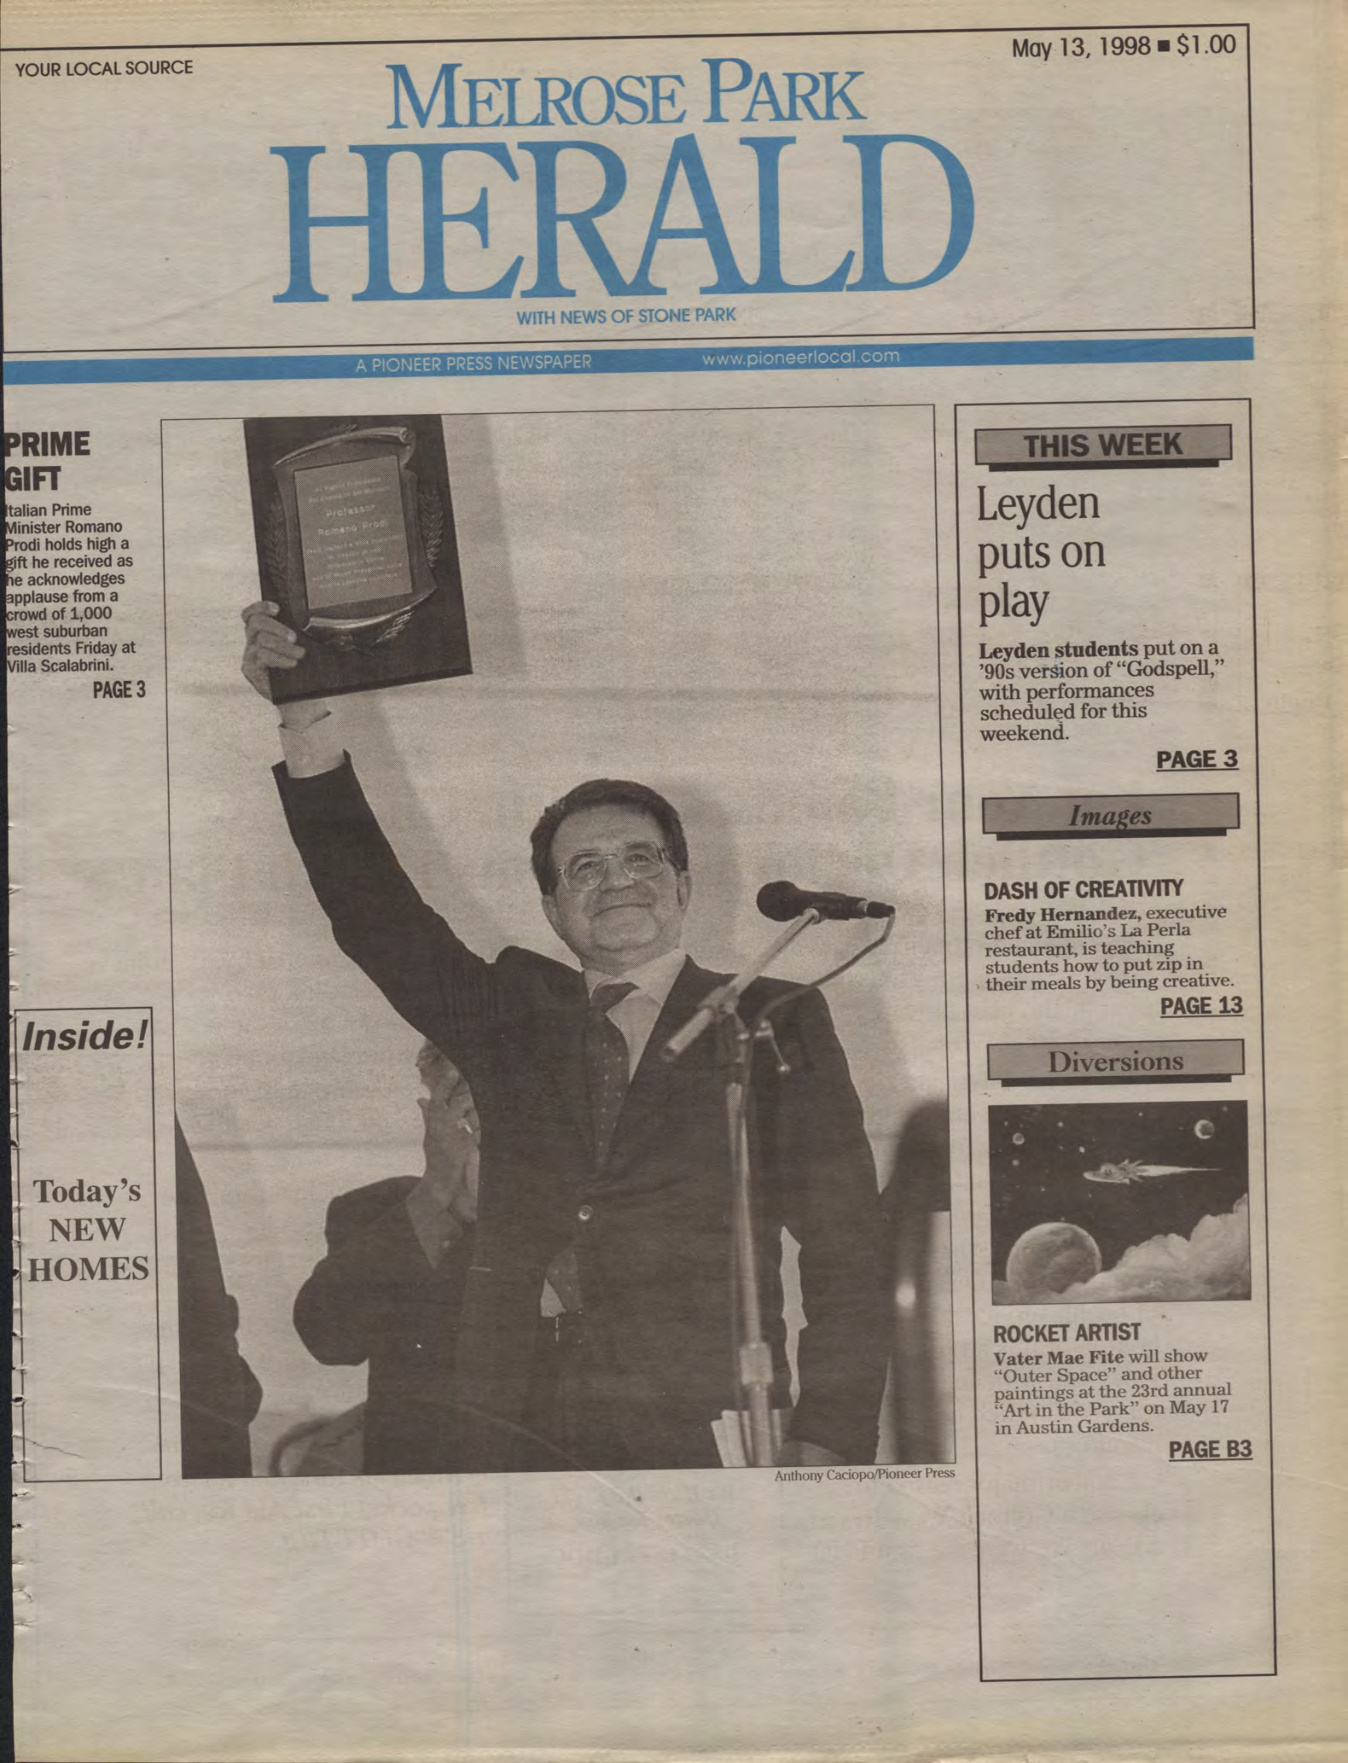 YOUR LOCAL SOURCE
May 13, 1998 ■ $1.00
MELROSE PARK
HERALD
WITH NEWS OF STONE PARK
A PIONEER PRESS NEWSPAPER www.pioneerlocal.com
PRIME
GIFT
Italian Prime
Minister Romano
Prodi holds high a
gift he received as
he acknowledges
applause from a
crowd of 1,000
west suburban
residents Friday at
Villa Scalabrini.
PAGE 3
Inside!
Today's
NEW
HOMES
Professor
Romano Prodi
Anthony Caciopo/Pioneer Press
THIS WEEK
Leyden
puts on
play
Leyden students put on a
'90s version of "Godspell,"
with performances
scheduled for this
weekend.
PAGE 3
Images
DASH OF CREATIVITY
Fredy Hernandez, executive
chef at Emilio's La Perla
restaurant, is teaching
students how to put zip in
their meals by being creative.
PAGE 13
Diversions
ROCKET ARTIST
Vater Mae Fite will show
"Outer Space" and other
paintings at the 23rd annual
"Art in the Park" on May 17
in Austin Gardens.
PAGE B3